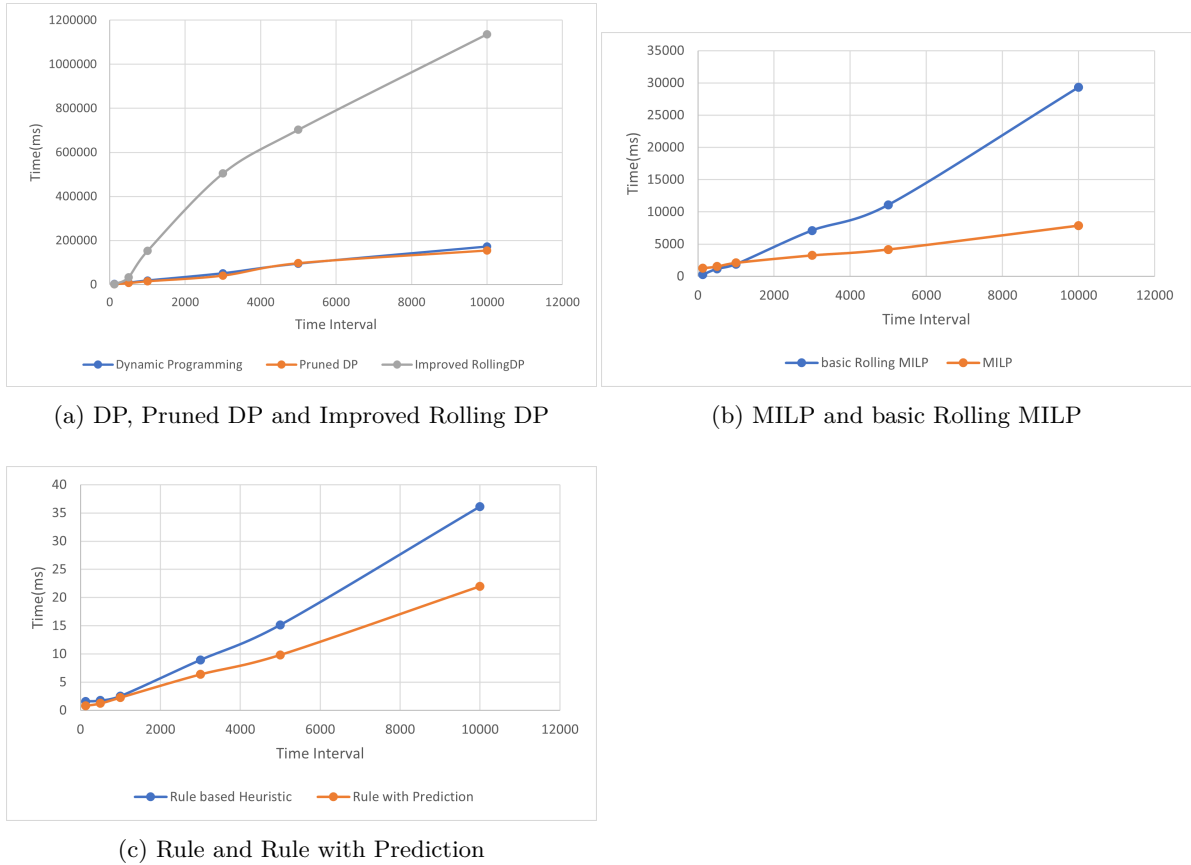 1200000
1000000
800000
600000
400000
200000
0
Time(ms)
0 2000 4000 6000 8000 10000 12000
Time Interval
Dynamic Programming Pruned DP Improved RollingDP
(a) DP, Pruned DP and Improved Rolling DP
35000
30000
25000
20000
15000
10000
5000
0
Time(ms)
0 2000 4000 6000 8000 10000 12000
Time Interval
basic Rolling MILP MILP
(b) MILP and basic Rolling MILP
40
35
30
25
20
15
10
5
0
Time(ms)
0 2000 4000 6000 8000 10000 12000
Time Interval
Rule based Heuristic Rule with Prediction
(c) Rule and Rule with Prediction